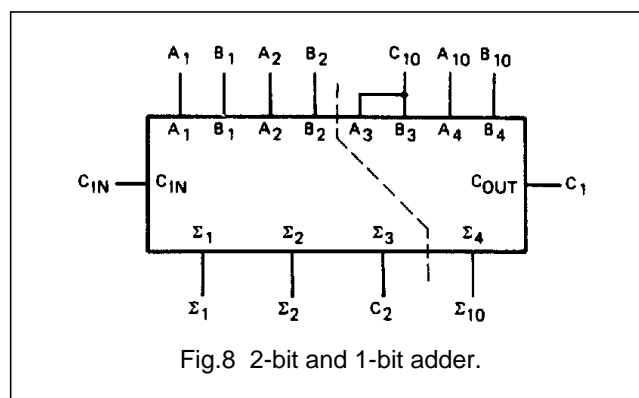 A1 B1 A2 B2 C10 A10 B10
A1 B1 A2 B2 A3 B3 A4 B4
CIN CIN COUT C1
Σ1 Σ2 Σ3 Σ4
Σ1 Σ2 C2 Σ10
Fig.8 2-bit and 1-bit adder.